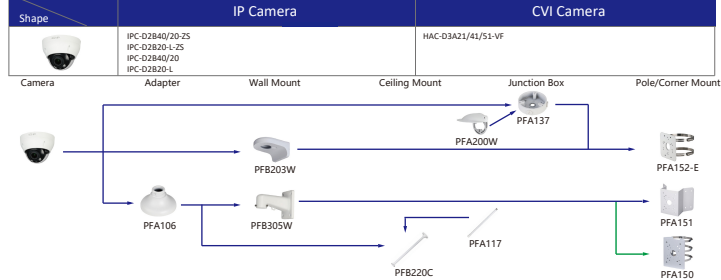 Shape
IP Camera
CVI Camera
IPC-D2B40/20-ZS
IPC-D2B20-L-ZS
IPC-D2B40/20
IPC-D2B20-L
HAC-D3A21/41/51-VF
Camera
Adapter
Wall Mount
Ceiling Mount
Junction Box
Pole/Corner Mount
PFA137
PFA200W
PFB203W
PFA152-E
PFA106
PFB305W
PFA151
PFA117
PFB220C
PFA150